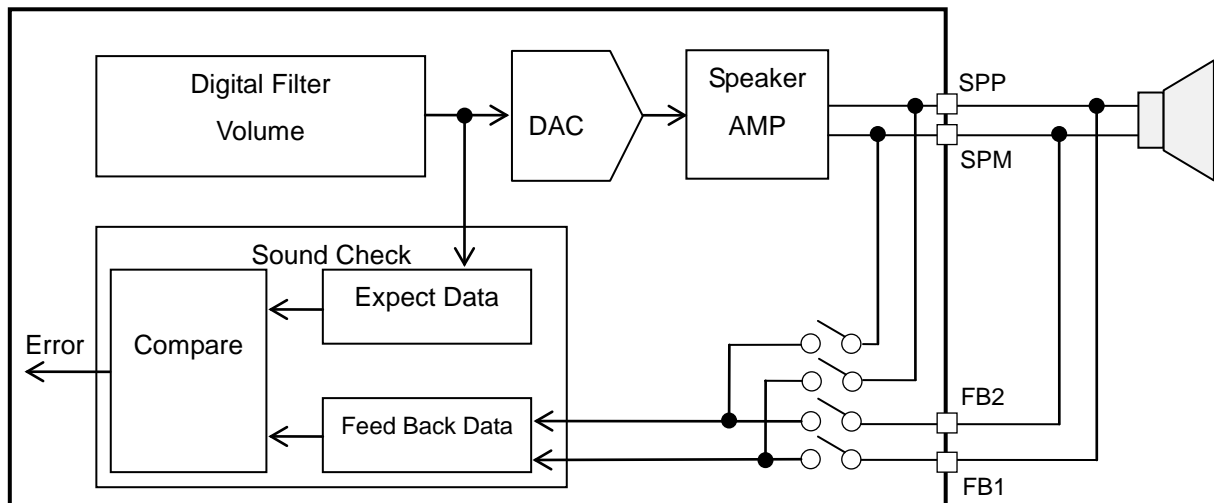 Digital Filter
Volume
DAC
Speaker
AMP
SPP
SPM
Sound Check
Expect Data
Compare
Error
Feed Back Data
FB2
FB1